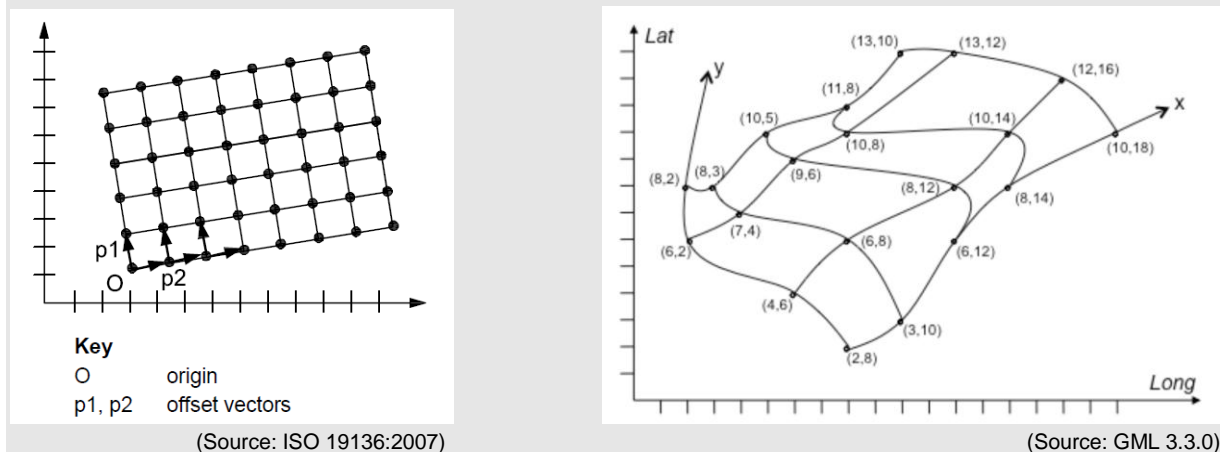 p1
O
p2
Key
O origin
p1, p2 offset vectors
(Source: ISO 19136:2007)
Lat
(13,10)
(13,12)
(12,16)
y
x
(11,8)
(10,5)
(10,14)
(10,8)
(10,18)
(8,2)
(8,3)
(9,6)
(8,12)
(8,14)
(7,4)
(6,2)
(6,8)
(6,12)
(4,6)
(3,10)
(2,8)
Long
(Source: GML 3.3.0)